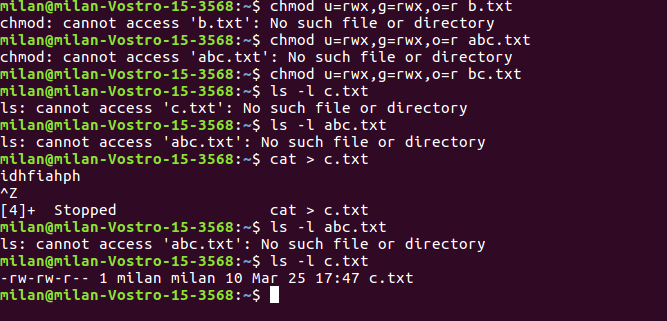 milan@milan-Vostro-15-3568:~$ chmod u=rwx,g=rwx,o=r b.txt
chmod: cannot access 'b.txt': No such file or directory
milan@milan-Vostro-15-3568:~$ chmod u=rwx,g=rwx,o=r abc.txt
chmod: cannot access 'abc.txt': No such file or directory
milan@milan-Vostro-15-3568:~$ chmod u=rwx,g=rwx,o=r bc.txt
milan@milan-Vostro-15-3568:~$ ls -l c.txt
ls: cannot access 'c.txt': No such file or directory
milan@milan-Vostro-15-3568:~$ ls -l abc.txt
ls: cannot access 'abc.txt': No such file or directory
milan@milan-Vostro-15-3568:~$ cat > c.txt
idhfiahph
^Z
[4]+  Stopped                 cat > c.txt
milan@milan-Vostro-15-3568:~$ ls -l abc.txt
ls: cannot access 'abc.txt': No such file or directory
milan@milan-Vostro-15-3568:~$ ls -l c.txt
-rw-rw-r-- 1 milan milan 10 Mar 25 17:47 c.txt
milan@milan-Vostro-15-3568:~$